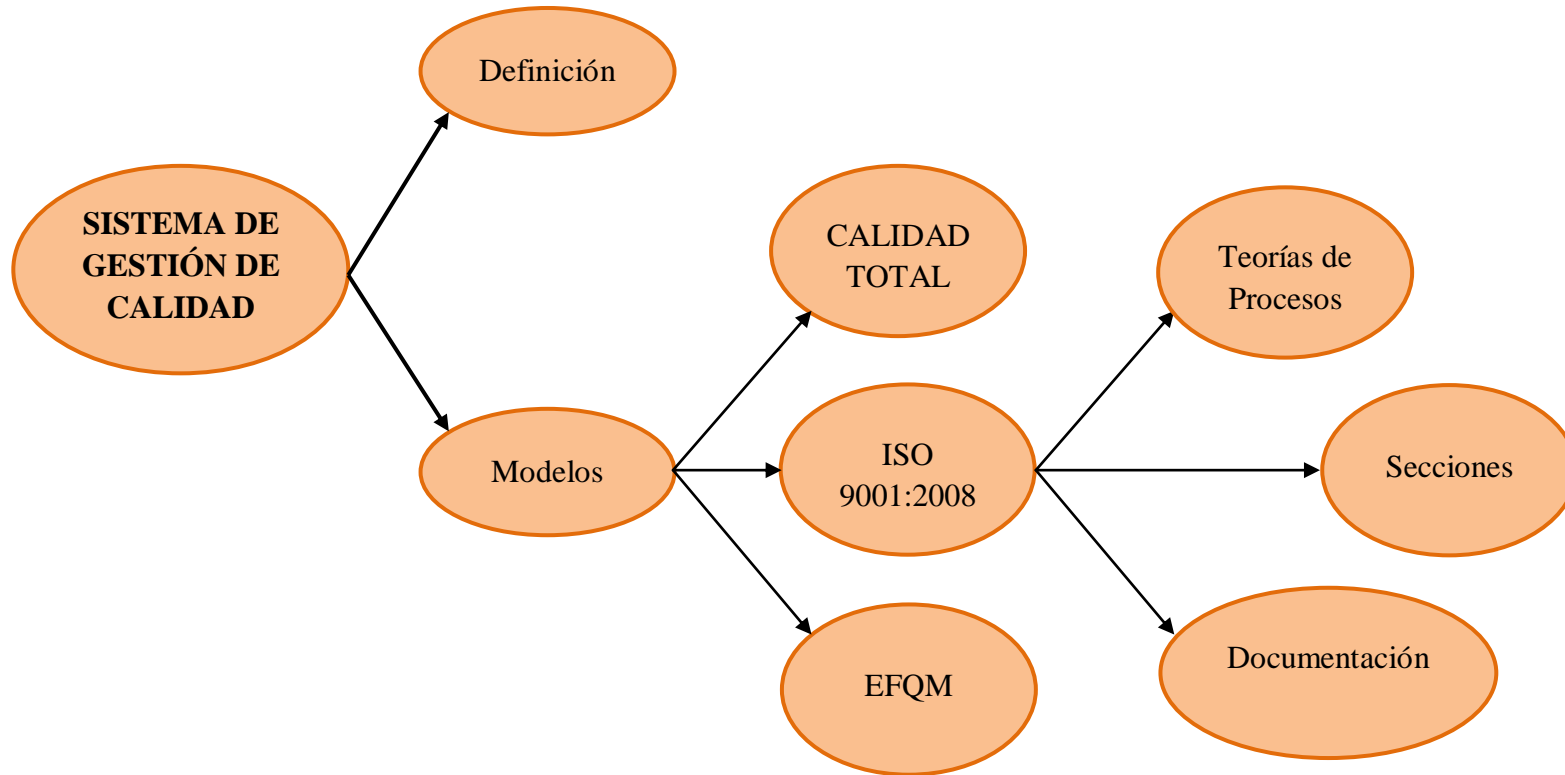 Definición
SISTEMA DE
GESTIÓN DE
CALIDAD
CALIDAD
TOTAL
Teorías de
Procesos
Modelos
ISO
9001:2008
Secciones
EFQM
Documentación